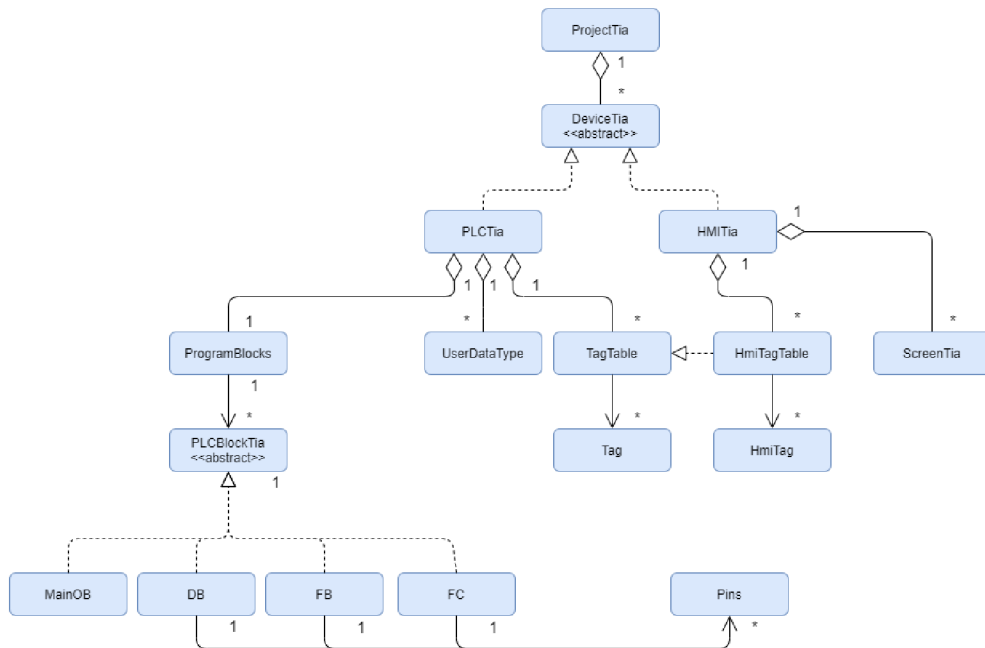 ProjectTia
1
*
DeviceTia
<<abstract>>
PLCTia
HMITia
1
1
1
1
1
1
*
*
*
*
ProgramBlocks
UserDataType
TagTable
HmiTagTable
ScreenTia
1
*
*
*
PLCBlockTia
<<abstract>>
Tag
HmiTag
1
MainOB
DB
FB
FC
Pins
1
1
1
*